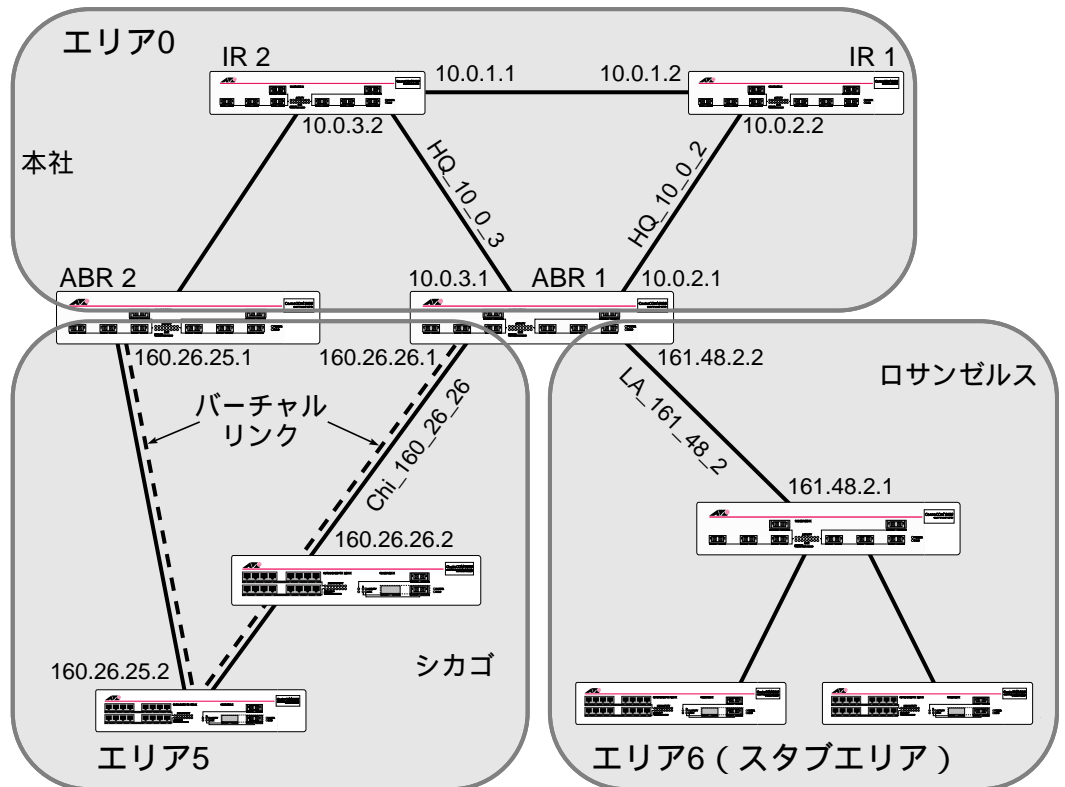 エリア0
IR 2
IR 1
10.0.1.1
10.0.1.2
10.0.3.2
10.0.2.2
本社
HQ_10_0_3
HQ_10_0_2
ABR 2
10.0.3.1
ABR 1
10.0.2.1
160.26.25.1
160.26.26.1
161.48.2.2
ロサンゼルス
バーチャル
リンク
LA_161_48_2
Chi_160_26_26
161.48.2.1
160.26.26.2
シカゴ
160.26.25.2
エリア5
エリア6（スタブエリア）